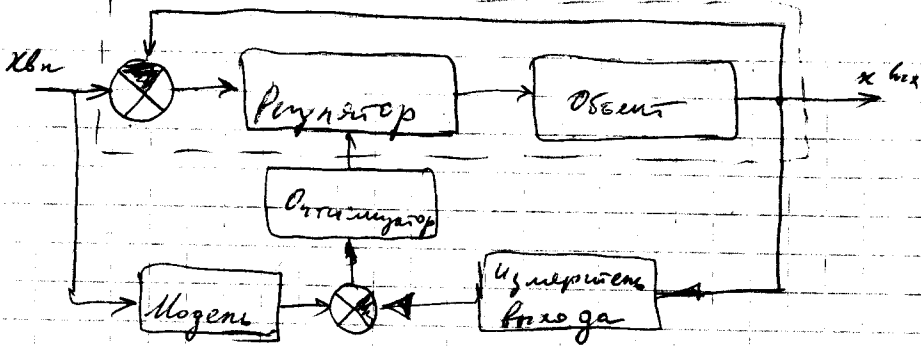 Хвх
х вых
Регулятор
Объект
Оптимизатор
Модель
Измеритель
выхода